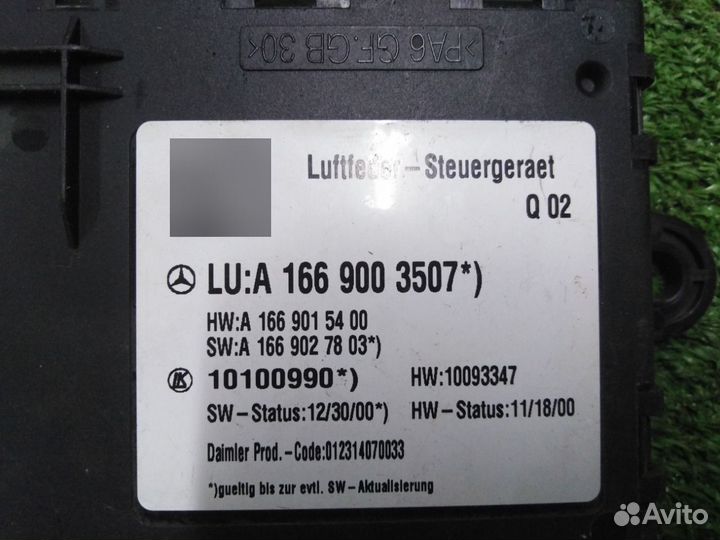 >PA6 GF.GB 30<
Luftfeder-Steuergeraet
Q 02
LU:A 166 900 3507*)
HW:A 166 901 54 00
SW:A 166 902 78 03*)
10100990*) HW:10093347
SW-Status:12/30/00*) HW-Status:11/18/00
Daimler Prod.-Code:012314070033
*)gueltig bis zur evtl. SW-Aktualisierung
Avito